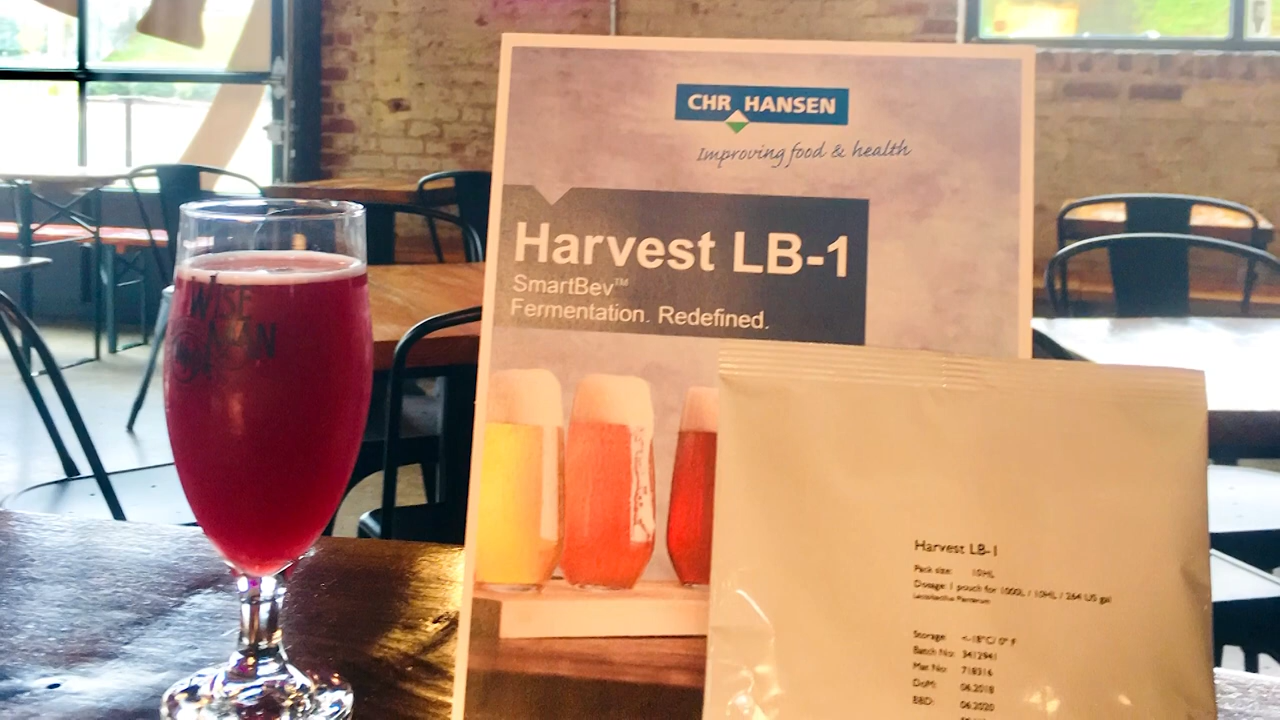 WISE
MAN
CHR HANSEN
Improving food & health
Harvest LB-1
SmartBev™
Fermentation. Redefined.
Harvest LB-1
Pack size: 10HL
Dosage: 1 pouch for 1000L / 10HL / 264 US gal
Storage: <-18°C/ 0° F
Batch No: 3412941
Mat No: 718316
DoM: 06.2018
BBD: 06.2020